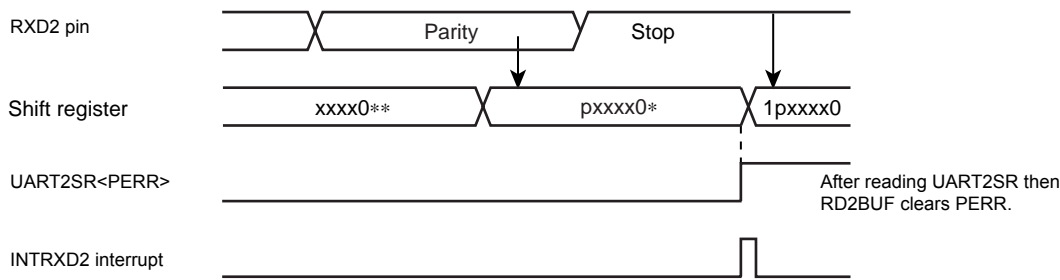 RXD2 pin
Parity
Stop
Shift register
xxxx0**
pxxxx0*
1pxxxx0
UART2SR<PERR>
After reading UART2SR then
RD2BUF clears PERR.
INTRXD2 interrupt